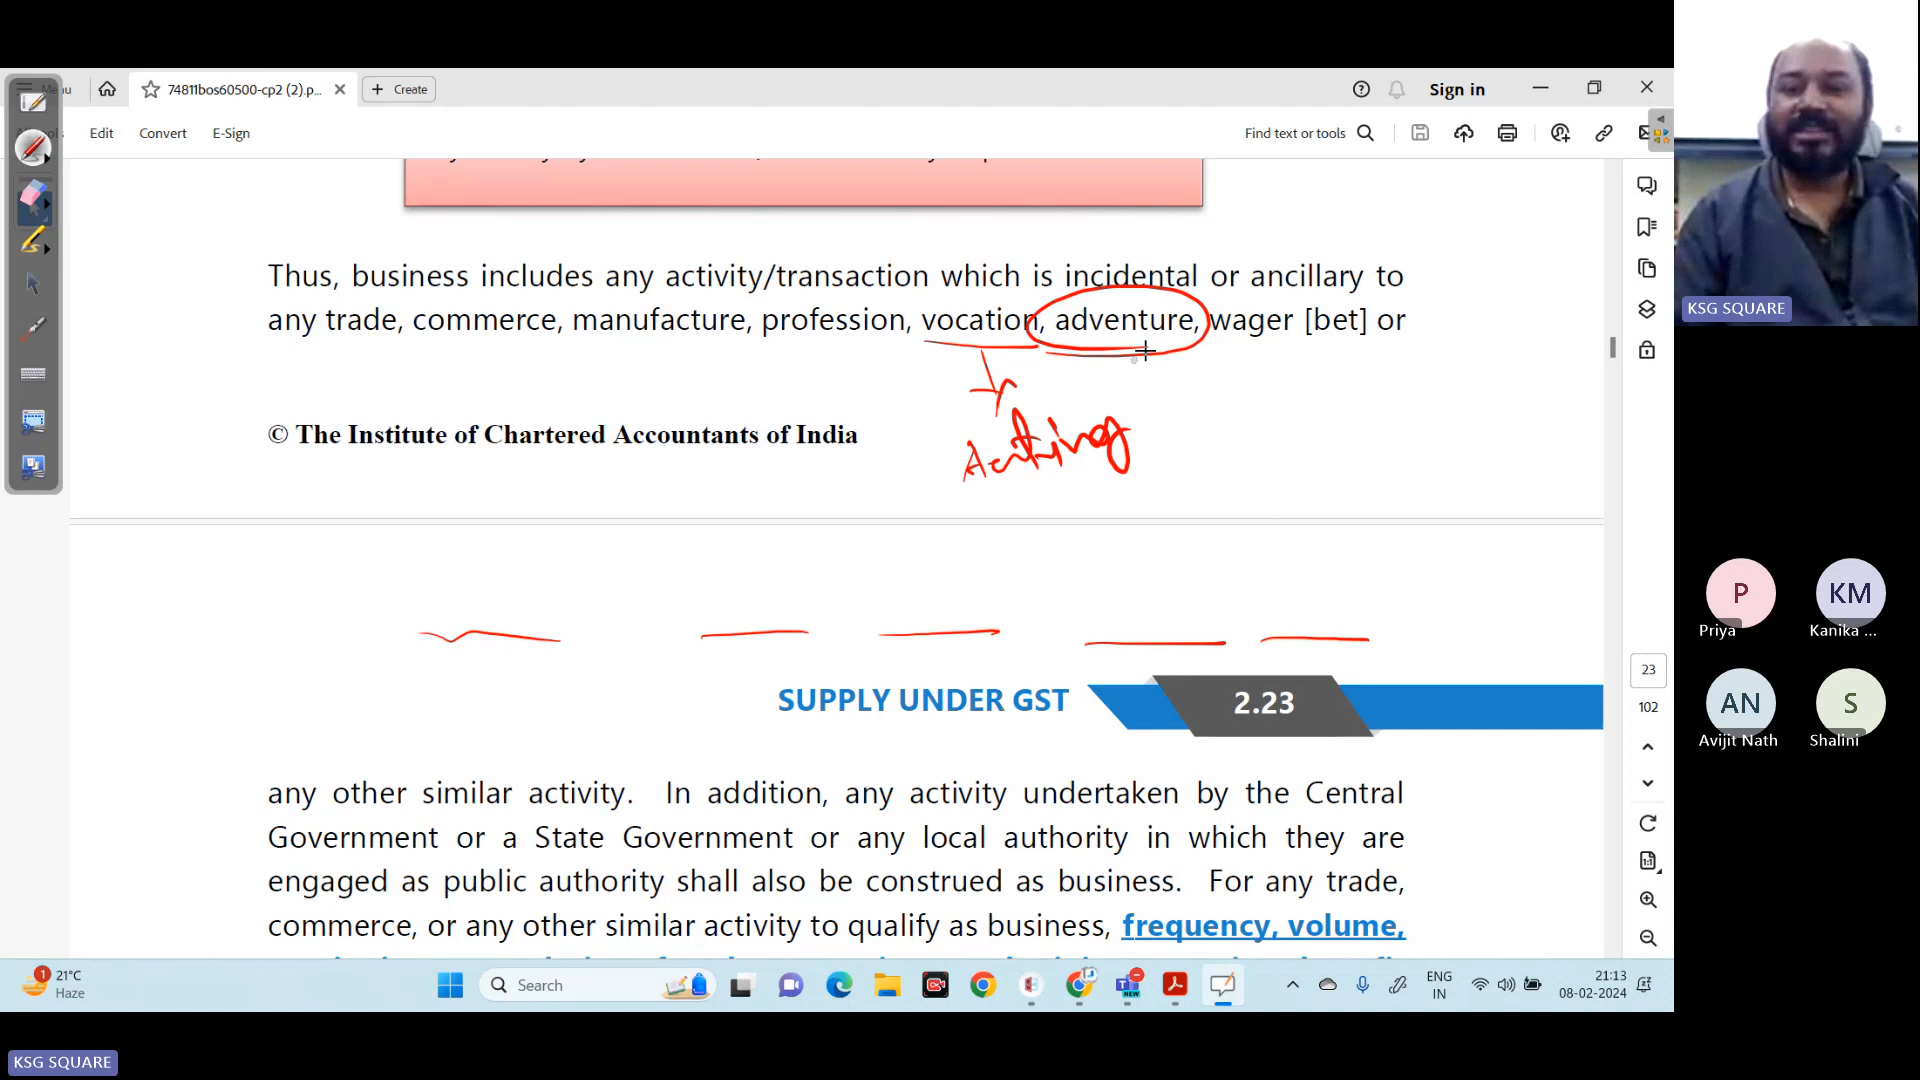 Menu
74811bos60500-cp2 (2).p...
Create
Sign in
Edit
Convert
E-Sign
Find text or tools
Thus, business includes any activity/transaction which is incidental or ancillary to
any trade, commerce, manufacture, profession, vocation, adventure, wager [bet] or
© The Institute of Chartered Accountants of India
SUPPLY UNDER GST
2.23
any other similar activity. In addition, any activity undertaken by the Central
Government or a State Government or any local authority in which they are
engaged as public authority shall also be construed as business. For any trade,
commerce, or any other similar activity to qualify as business, frequency, volume,
23
102
KSG SQUARE
P
Priya
KM
Kanika ...
AN
Avijit Nath
S
Shalini
1
21°C
Haze
Search
NEW
ENG
IN
21:13
08-02-2024
KSG SQUARE